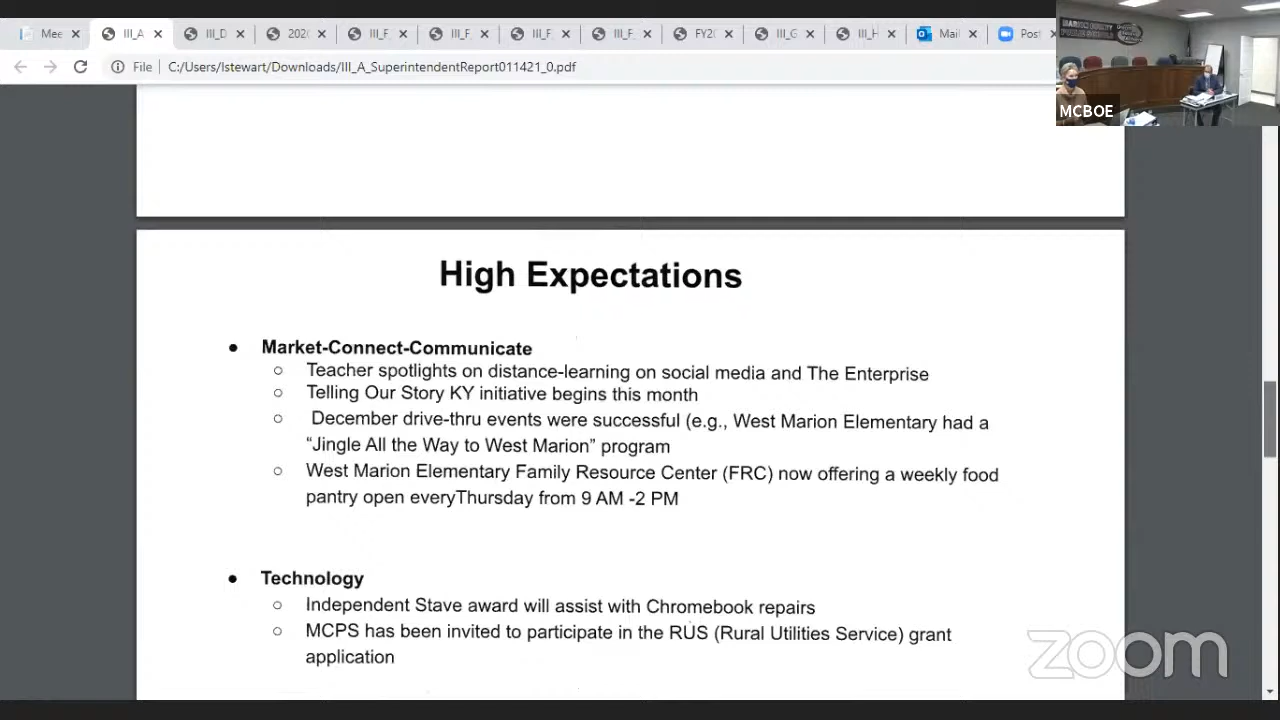 Mee
III_A
III_D
202(
III_F
III_F
III_F
III_F
FY2(
III_G
III_H
Mail
Post
File
C:/Users/lstewart/Downloads/III_A_SuperintendentReport011421_0.pdf
MCBOE
High Expectations
● Market-Connect-Communicate
○ Teacher spotlights on distance-learning on social media and The Enterprise
○ Telling Our Story KY initiative begins this month
○ December drive-thru events were successful (e.g., West Marion Elementary had a
“Jingle All the Way to West Marion” program
○ West Marion Elementary Family Resource Center (FRC) now offering a weekly food
pantry open everyThursday from 9 AM -2 PM
● Technology
○ Independent Stave award will assist with Chromebook repairs
○ MCPS has been invited to participate in the RUS (Rural Utilities Service) grant
application
zoom